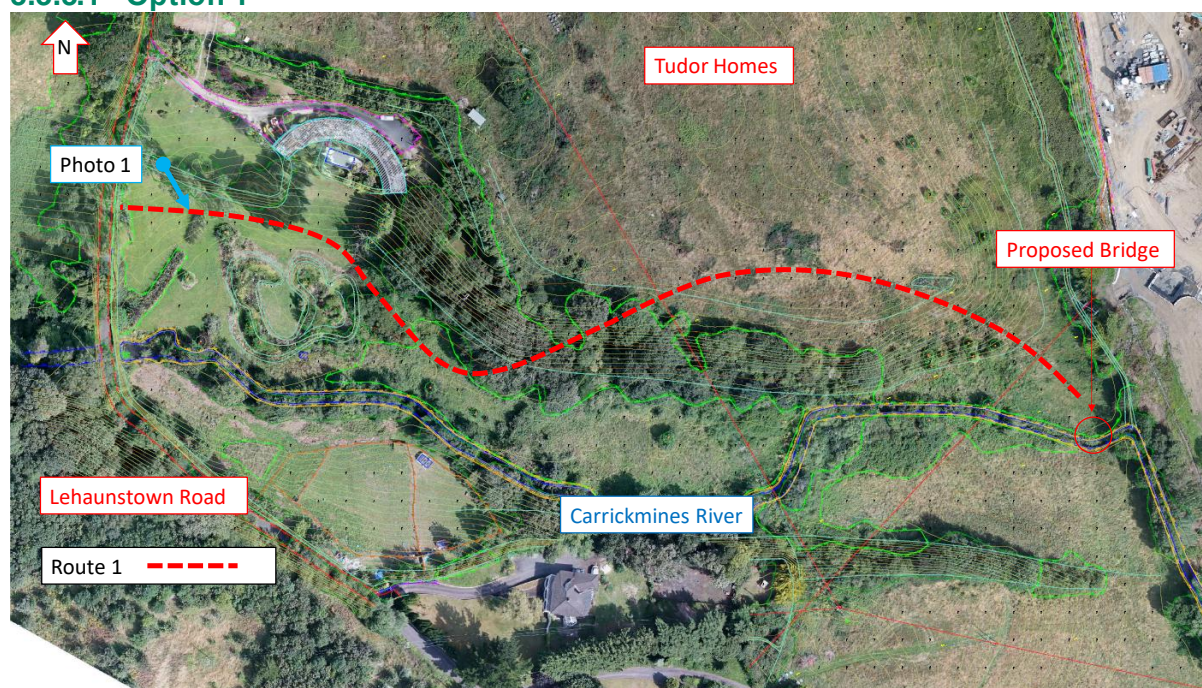 N
Tudor Homes
Photo 1
Proposed Bridge
Lehaunstown Road
Carrickmines River
Route 1